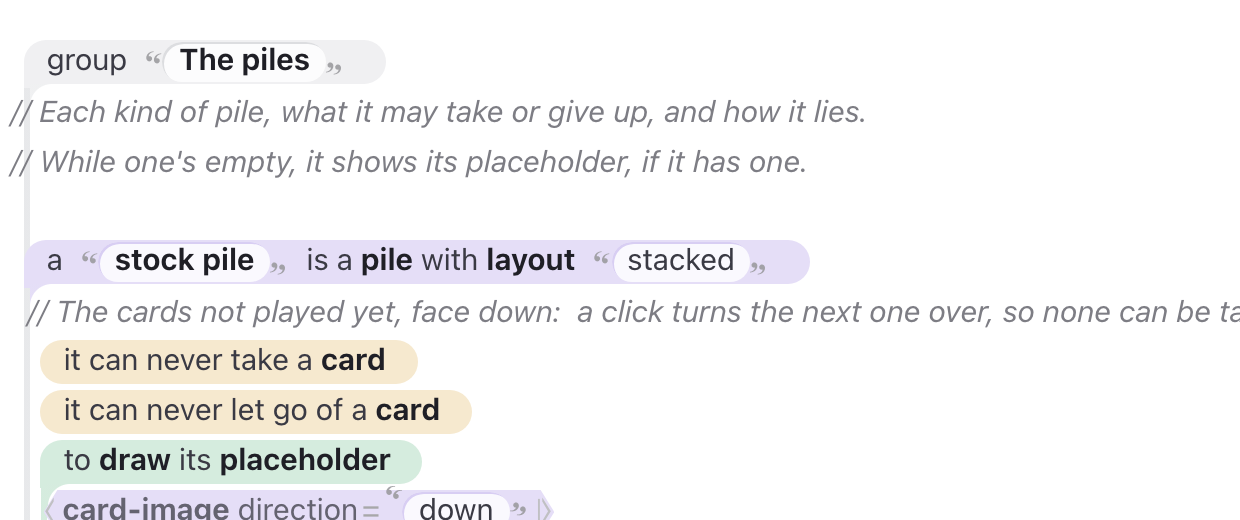 group “The piles”
// Each kind of pile, what it may take or give up, and how it lies.
// While one's empty, it shows its placeholder, if it has one.
a “stock pile” is a pile with layout “stacked”
// The cards not played yet, face down:  a click turns the next one over, so none can be
it can never take a card
it can never let go of a card
to draw its placeholder
card-image direction= “down”